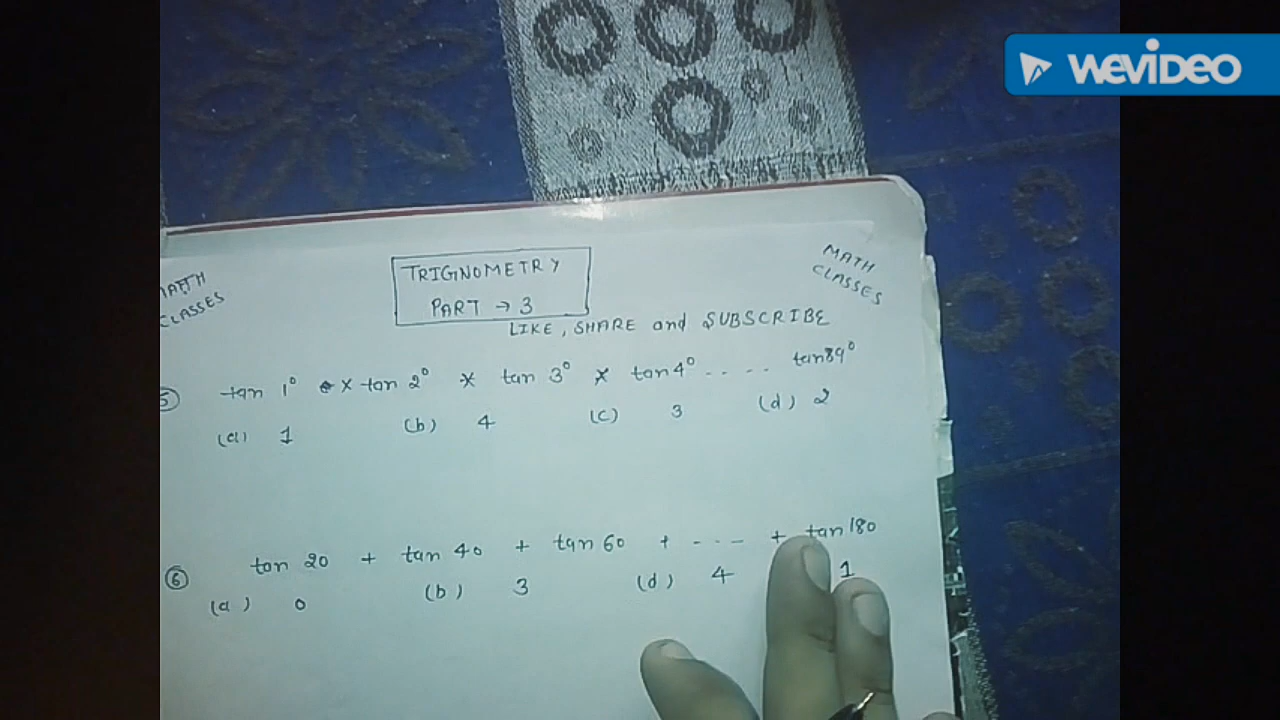 WEVIDEO
TRIGNOMETRY
PART → 3
MATH
CLASSES
MATH
CLASSES
LIKE, SHARE and SUBSCRIBE
5 tan 1° × tan 2° * tan 3° * tan 4° ..... tan 89°
(a) 1 (b) 4 (c) 3 (d) 2
6 tan 20 + tan 40 + tan 60 + ---- + tan 180
(a) 0 (b) 3 (d) 4 1